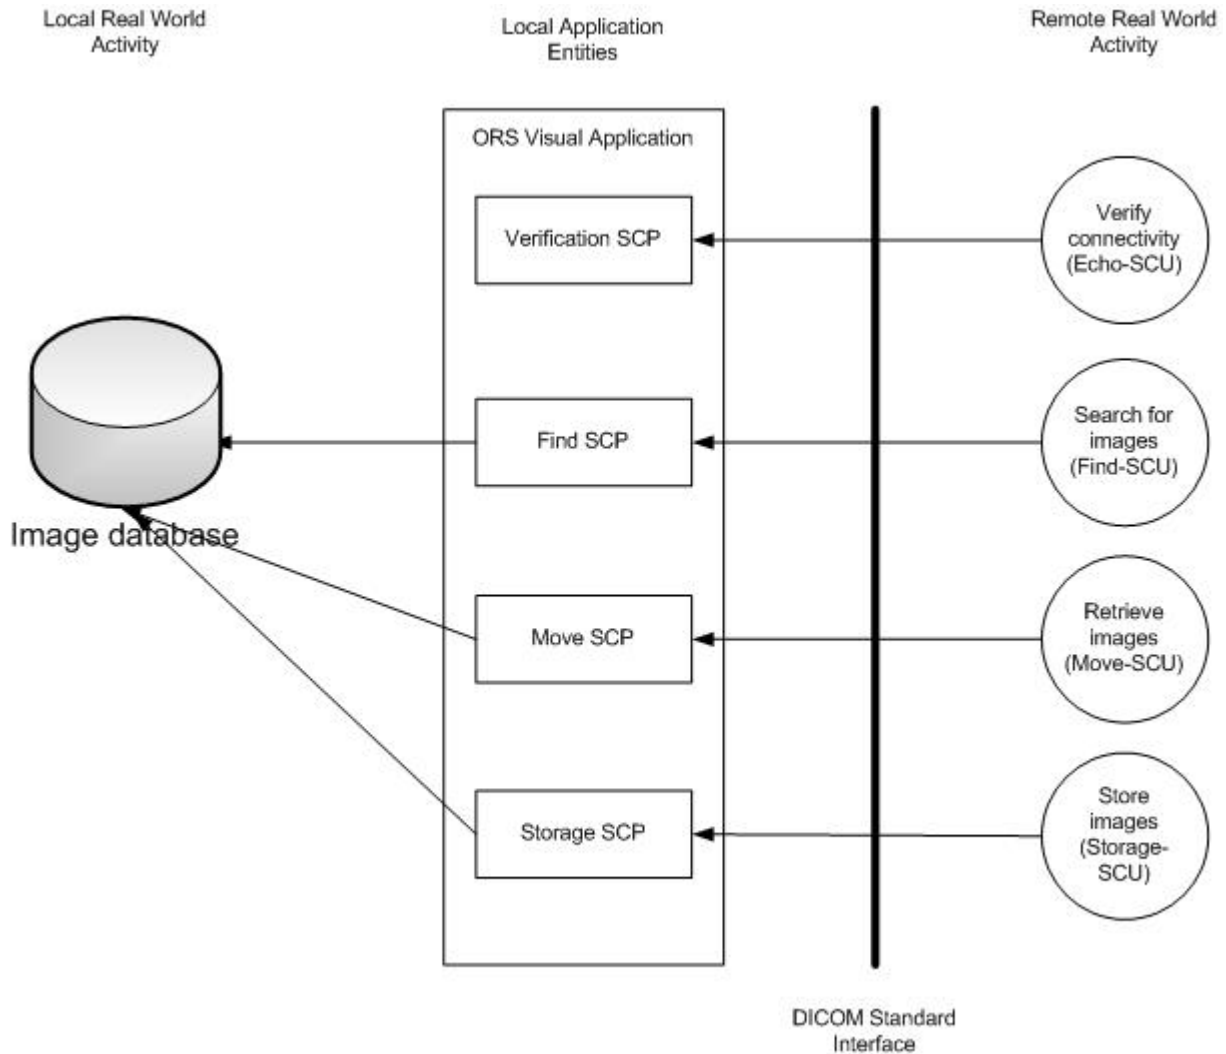 Local Real World
Activity
Local Application
Entities
Remote Real World
Activity
ORS Visual Application
Verification SCP
Verify
connectivity
(Echo-SCU)
Find SCP
Search for
images
(Find-SCU)
Image database
Move SCP
Retrieve
images
(Move-SCU)
Storage SCP
Store
images
(Storage-
SCU)
DICOM Standard
Interface